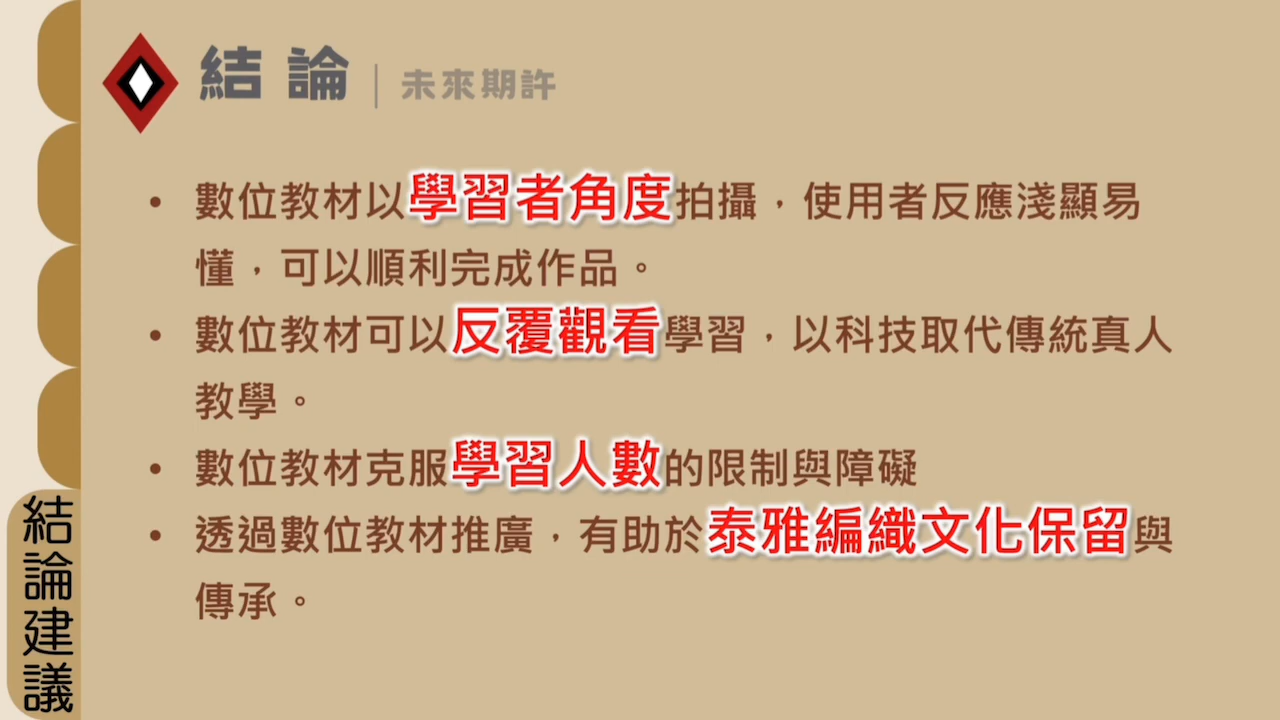 結論 | 未來期許
• 數位教材以學習者角度拍攝，使用者反應淺顯易
懂，可以順利完成作品。
• 數位教材可以反覆觀看學習，以科技取代傳統真人
教學。
• 數位教材克服學習人數的限制與障礙
• 透過數位教材推廣，有助於泰雅編織文化保留與
傳承。
結論建議